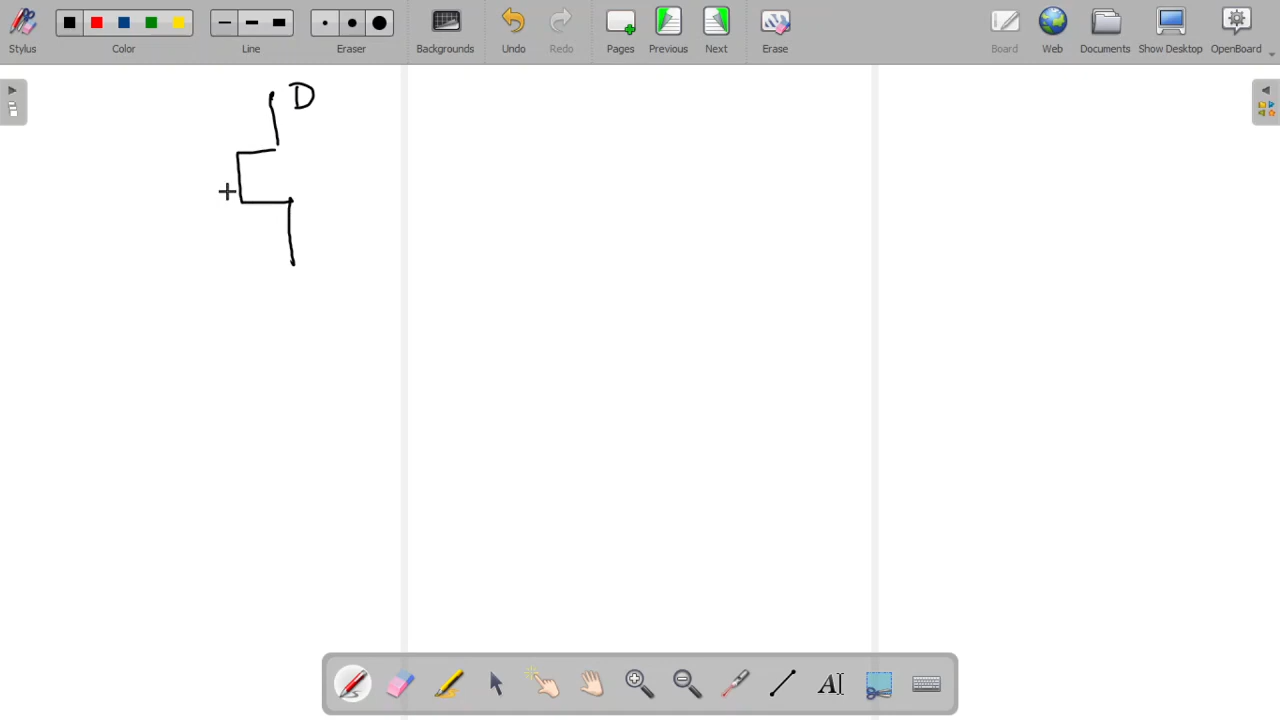 Stylus
Color
Line
Eraser
Backgrounds
Undo
Redo
Pages
Previous
Next
Erase
Board
Web
Documents
Show Desktop
OpenBoard
D
A